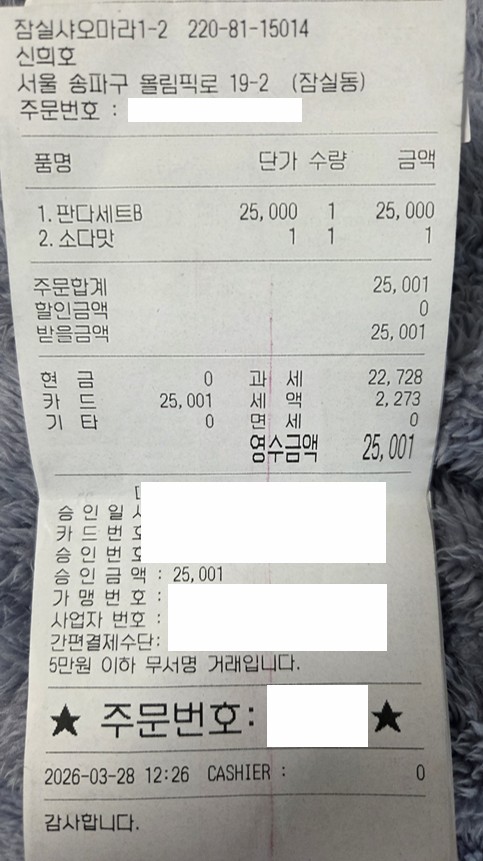 잠실샤오마라1-2 220-81-15014
신희호
서울 송파구 올림픽로 19-2 (잠실동)
주문번호 :
품명 단가 수량 금액
1. 판다세트B 25,000 1 25,000
2. 소다맛 1 1 1
주문합계 25,001
할인금액 0
받을금액 25,001
현 금 0 과 세 22,728
카 드 25,001 세 액 2,273
기 타 0 면 세 0
영수금액 25,001
승 인 일
카 드 번
승 인 번
승 인 금 액 : 25,001
가 맹 번 호 :
사업자 번호 :
간편결제수단:
5만원 이하 무서명 거래입니다.
★ 주문번호: ★
2026-03-28 12:26 CASHIER : 0
감사합니다.